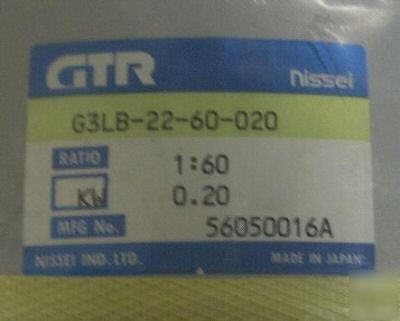 GTR nissei
G3LB-22-60-020
RATIO 1:60
KW 0.20
MFG No. 56050016A
NISSEI IND. LTD. MADE IN JAPAN